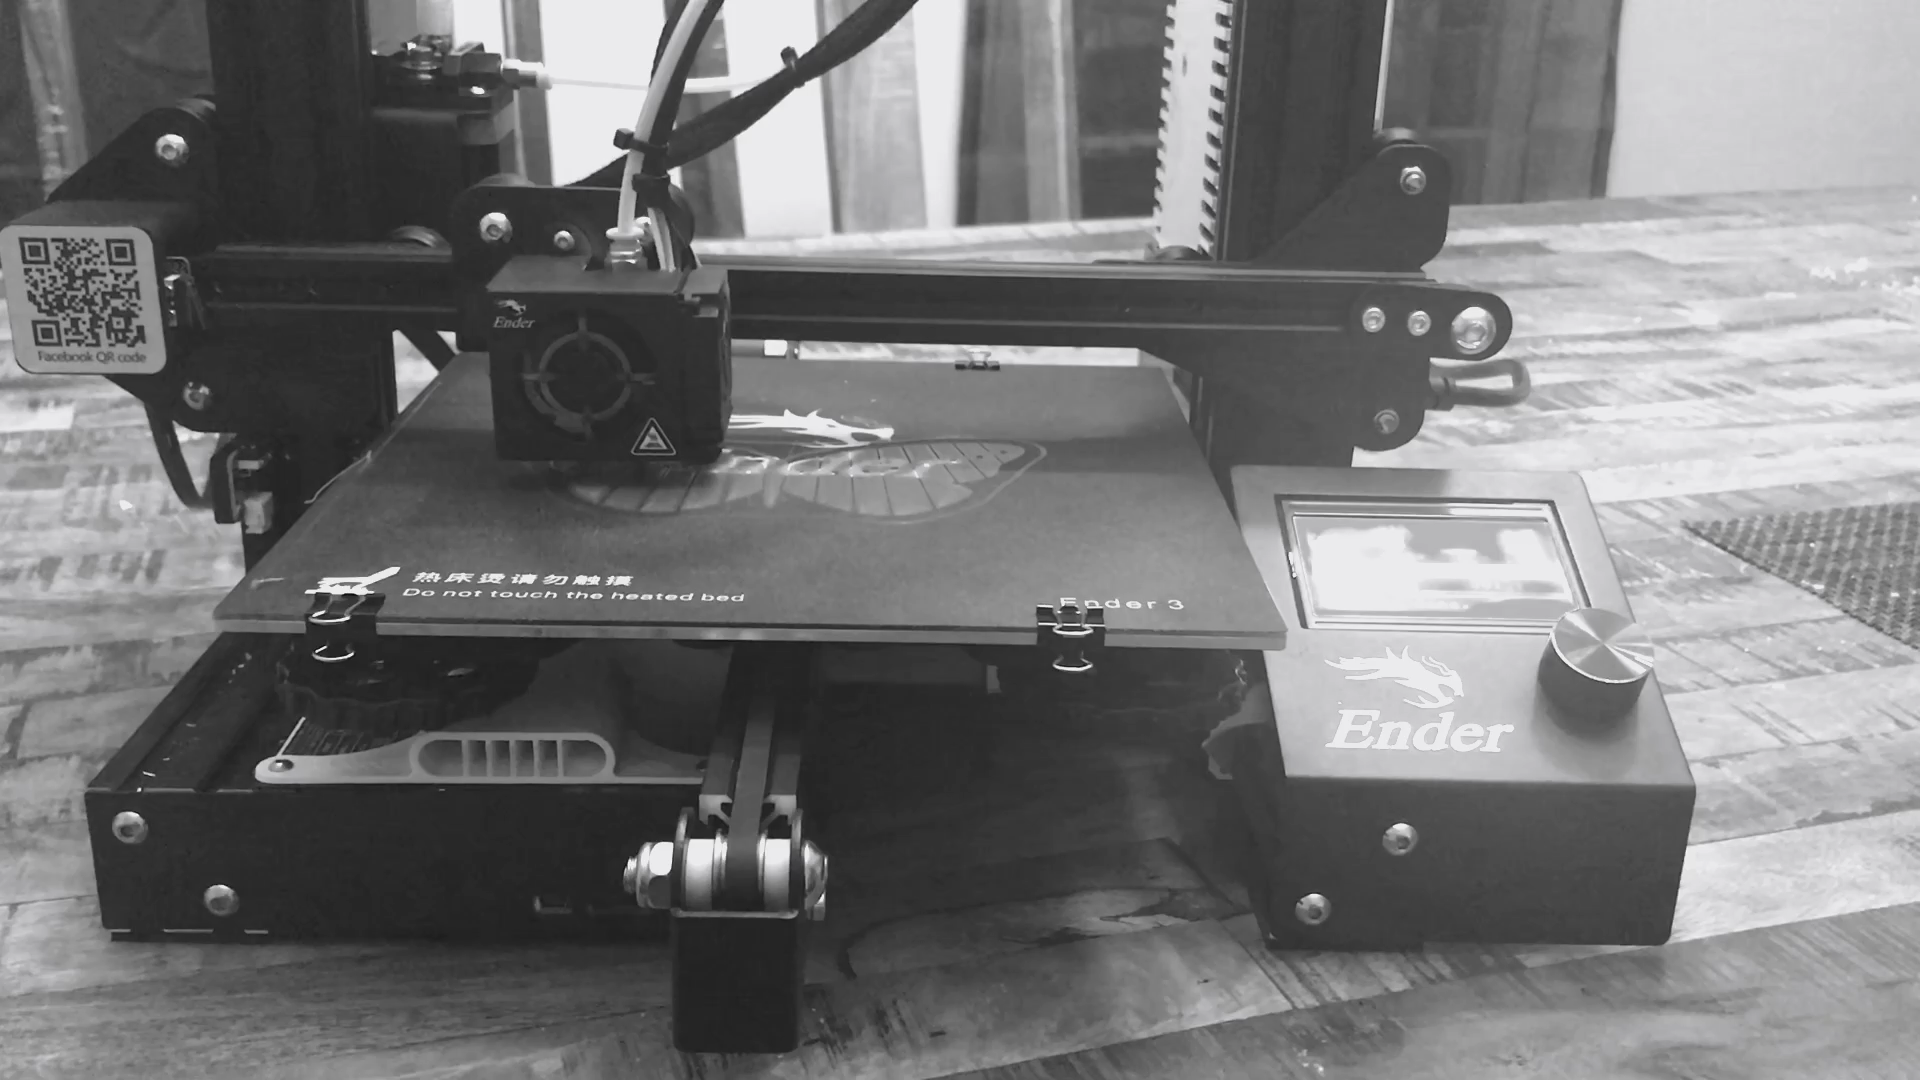 Facebook QR code
Ender
热床烫请勿触摸
Do not touch the heated bed
Ender 3
Ender